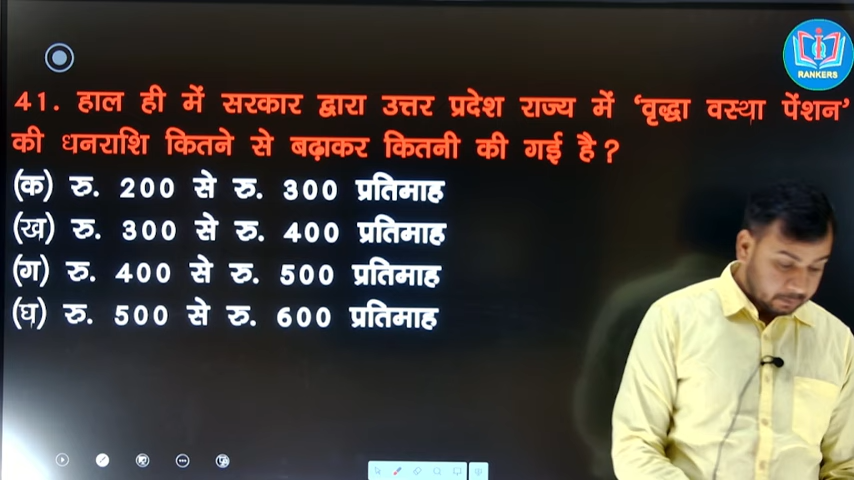 RANKERS
41. हाल ही में सरकार द्वारा उत्तर प्रदेश राज्य में ‘वृद्धा वस्था पेंशन’
की धनराशि कितने से बढ़ाकर कितनी की गई है?
(क) रु. 200 से रु. 300 प्रतिमाह
(ख) रु. 300 से रु. 400 प्रतिमाह
(ग) रु. 400 से रु. 500 प्रतिमाह
(घ) रु. 500 से रु. 600 प्रतिमाह